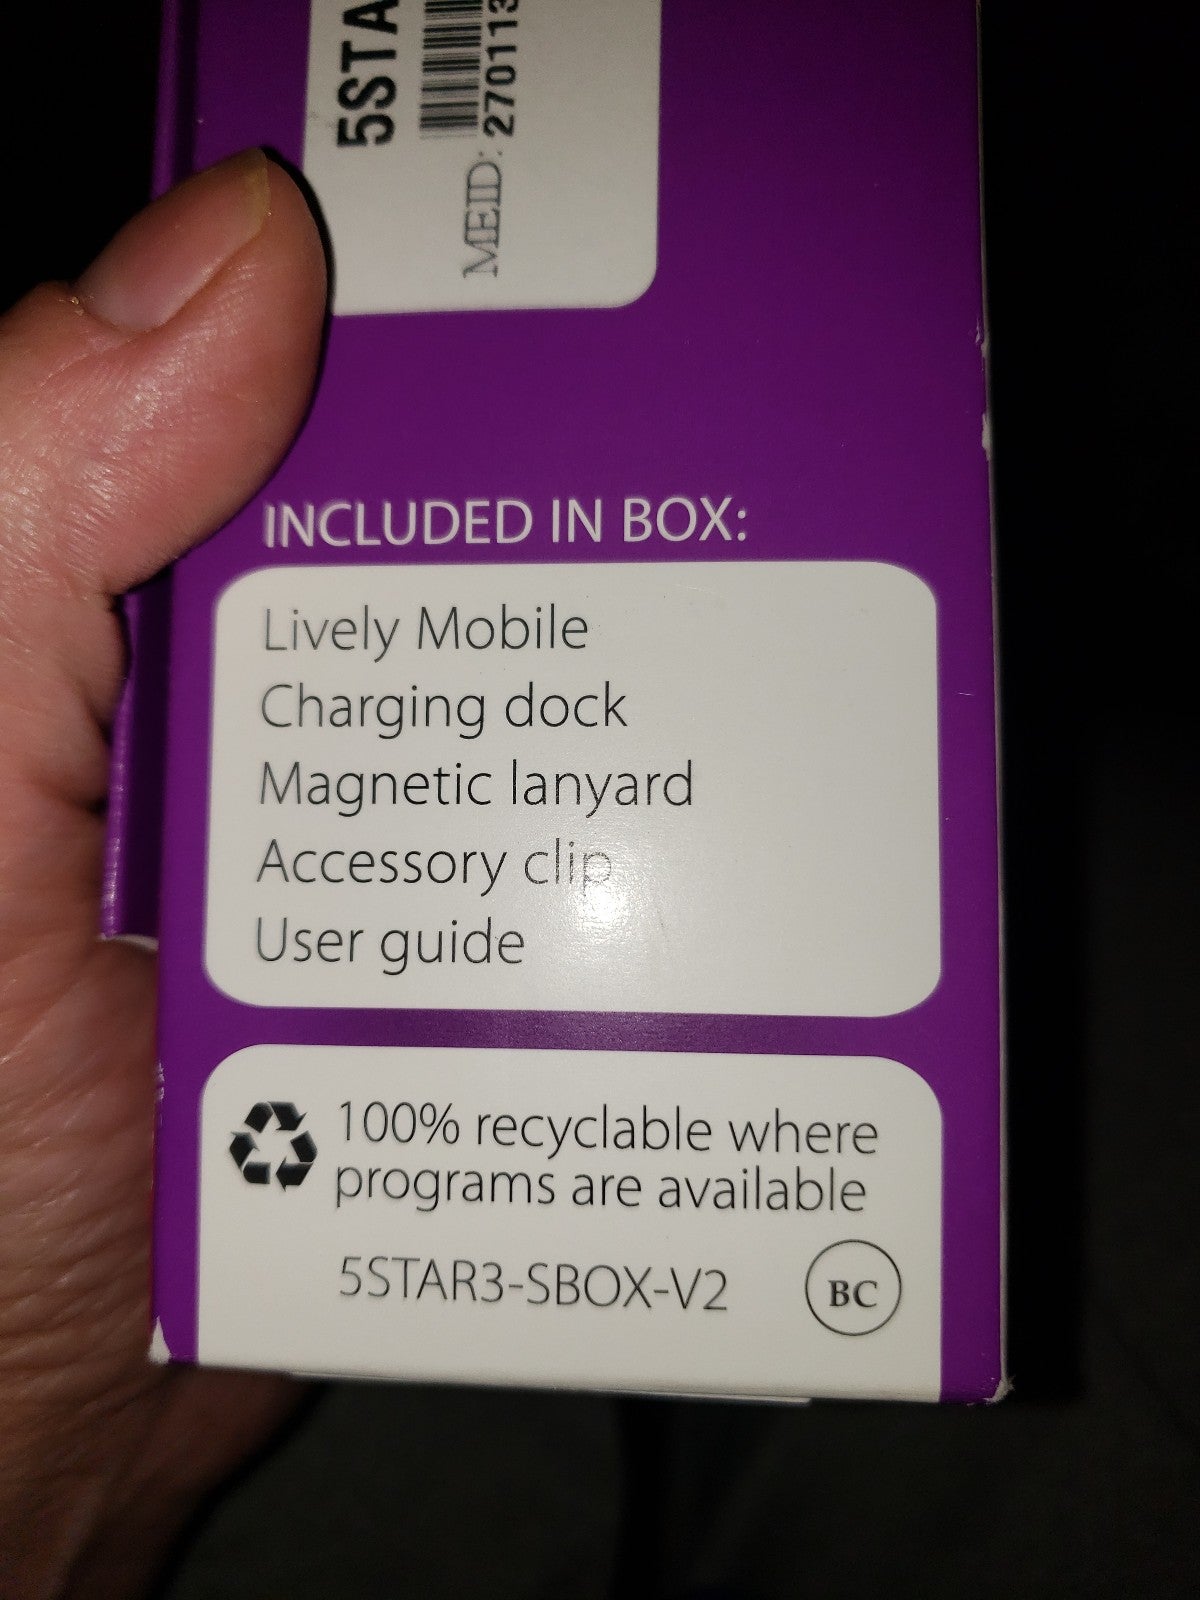 5STA
MEID: 270113
INCLUDED IN BOX:
Lively Mobile
Charging dock
Magnetic lanyard
Accessory clip
User guide
100% recyclable where
programs are available
5STAR3-SBOX-V2
BC